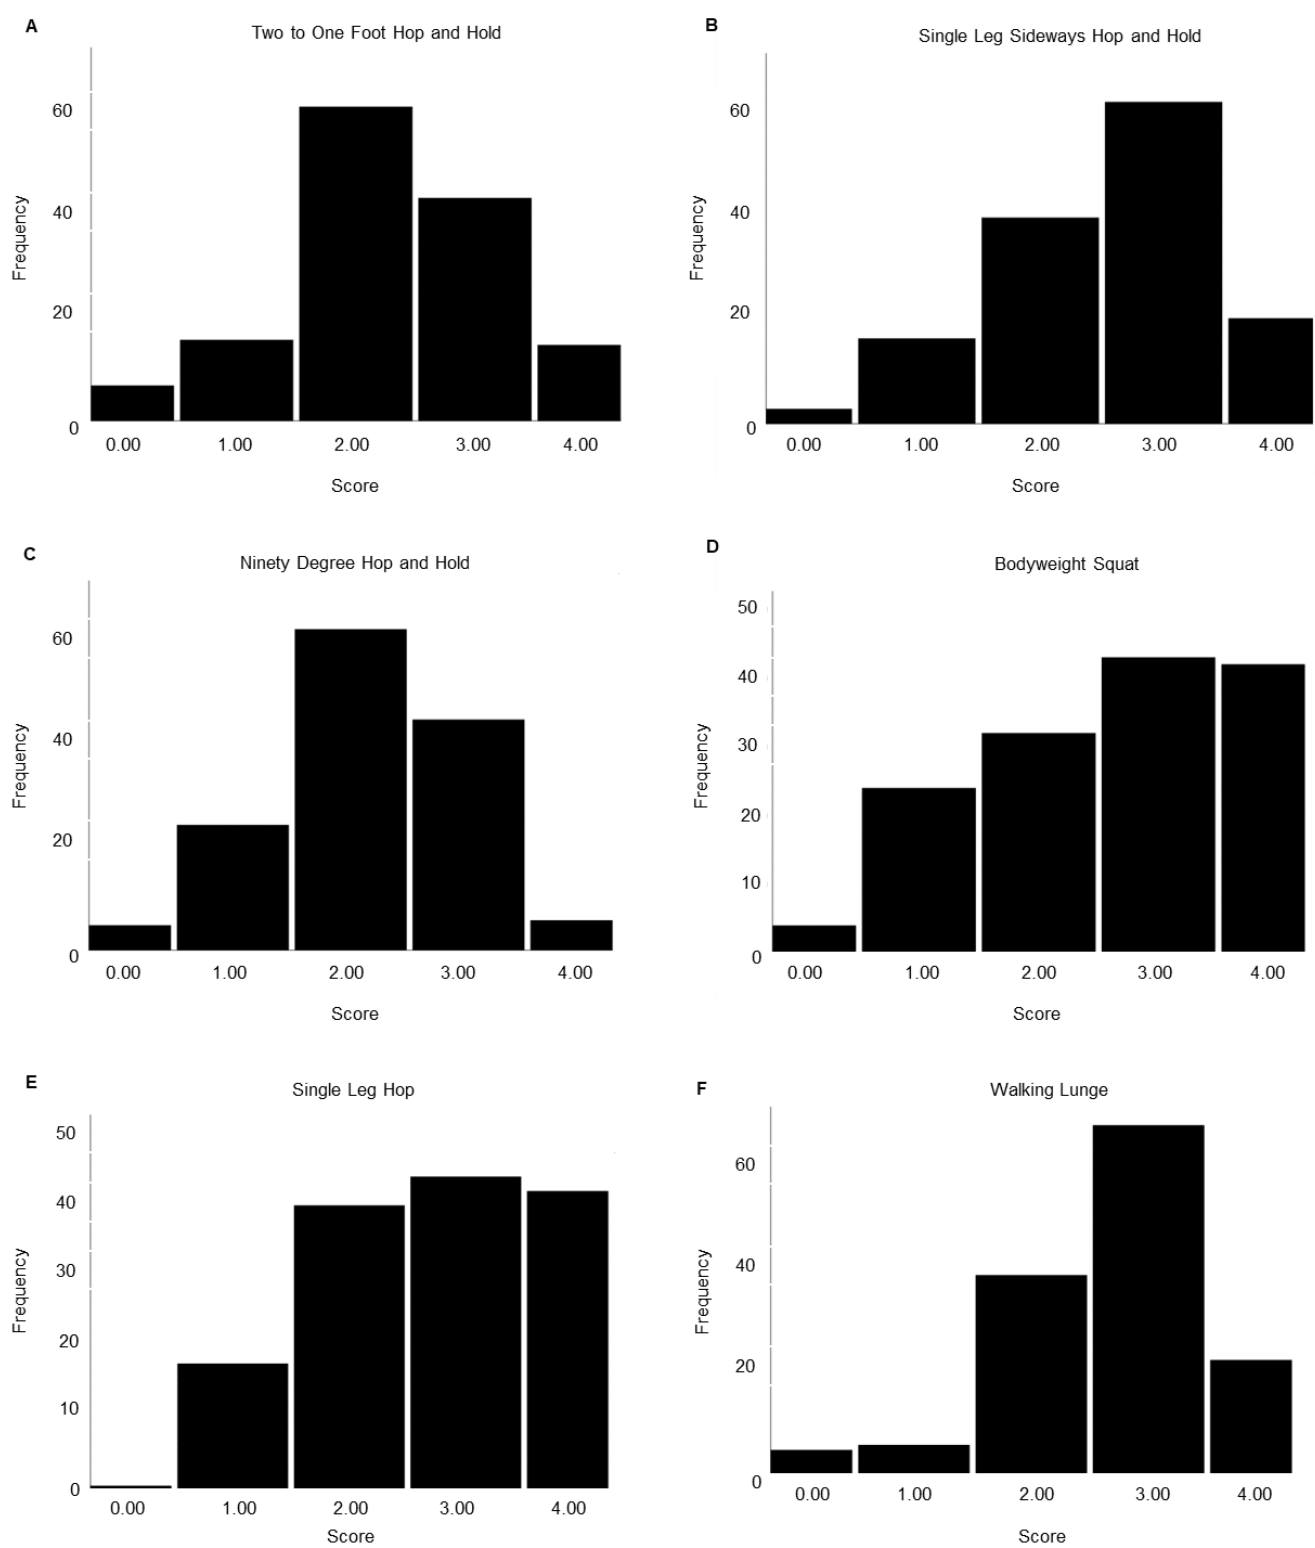 A
Two to One Foot Hop and Hold
60
40
20
0
Frequency
0.00 1.00 2.00 3.00 4.00
Score
B
Single Leg Sideways Hop and Hold
60
40
20
0
Frequency
0.00 1.00 2.00 3.00 4.00
Score
C
Ninety Degree Hop and Hold
60
40
20
0
Frequency
0.00 1.00 2.00 3.00 4.00
Score
D
Bodyweight Squat
50
40
30
20
10
0
Frequency
0.00 1.00 2.00 3.00 4.00
Score
E
Single Leg Hop
50
40
30
20
10
0
Frequency
0.00 1.00 2.00 3.00 4.00
Score
F
Walking Lunge
60
40
20
0
Frequency
0.00 1.00 2.00 3.00 4.00
Score